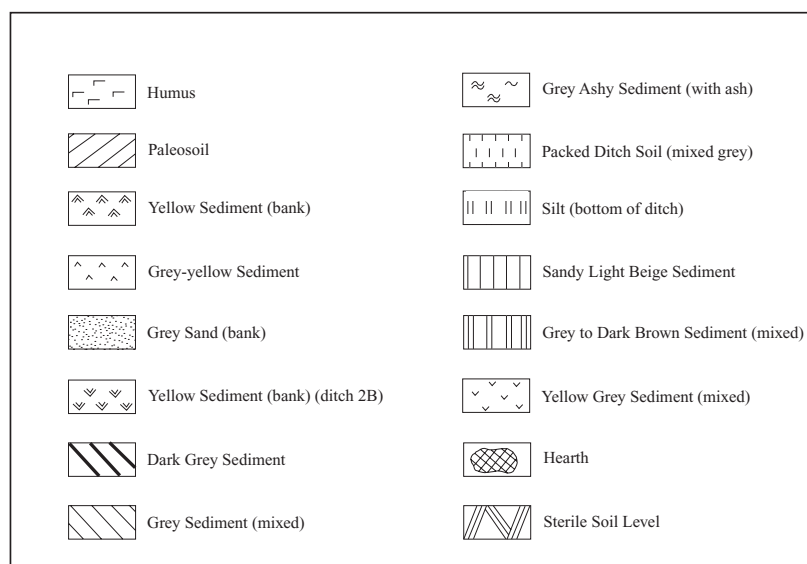 Humus
Paleosoil
Yellow Sediment (bank)
Grey-yellow Sediment
Grey Sand (bank)
Yellow Sediment (bank) (ditch 2B)
Dark Grey Sediment
Grey Sediment (mixed)
Grey Ashy Sediment (with ash)
Packed Ditch Soil (mixed grey)
Silt (bottom of ditch)
Sandy Light Beige Sediment
Grey to Dark Brown Sediment (mixed)
Yellow Grey Sediment (mixed)
Hearth
Sterile Soil Level